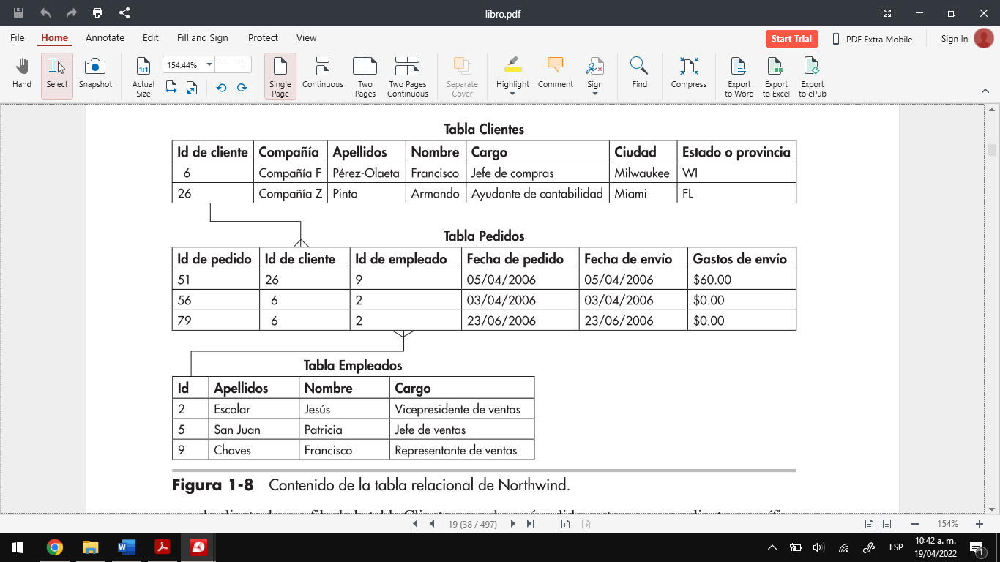 libro.pdf
File Home Annotate Edit Fill and Sign Protect View Start Trial PDF Extra Mobile Sign In
154.44%
1:1
Hand Select Snapshot Actual Size Single Page Continuous Two Pages Two Pages Continuous Separate Cover Highlight Comment Sign Find Compress Export to Word Export to Excel Export to ePub
Tabla Clientes
Id de cliente Compañía Apellidos Nombre Cargo Ciudad Estado o provincia
6 Compañía F Pérez-Olaeta Francisco Jefe de compras Milwaukee WI
26 Compañía Z Pinto Armando Ayudante de contabilidad Miami FL
Tabla Pedidos
Id de pedido Id de cliente Id de empleado Fecha de pedido Fecha de envío Gastos de envío
51 26 9 05/04/2006 05/04/2006 $60.00
56 6 2 03/04/2006 03/04/2006 $0.00
79 6 2 23/06/2006 23/06/2006 $0.00
Tabla Empleados
Id Apellidos Nombre Cargo
2 Escolar Jesús Vicepresidente de ventas
5 San Juan Patricia Jefe de ventas
9 Chaves Francisco Representante de ventas
Figura 1-8 Contenido de la tabla relacional de Northwind.
19 (38 / 497) 154%
ESP 10:42 a. m.
19/04/2022 1